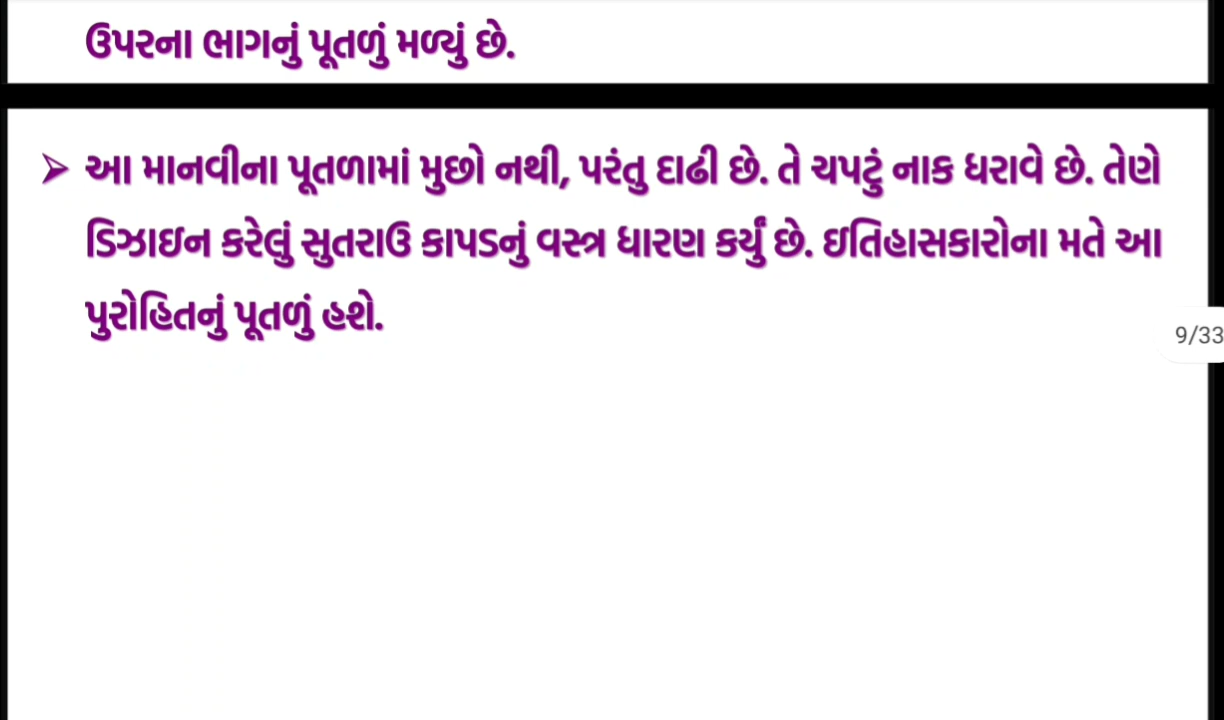 ઉપરના ભાગનું પૂતળું મળ્યું છે.
➢ આ માનવીના પૂતળામાં મુછો નથી, પરંતુ દાઢી છે. તે ચપટું નાક ધરાવે છે. તેણે
ડિઝાઇન કરેલું સુતરાઉ કાપડનું વસ્ત્ર ધારણ કર્યું છે. ઇતિહાસકારોના મતે આ
પુરોહિતનું પૂતળું હશે.
9/33